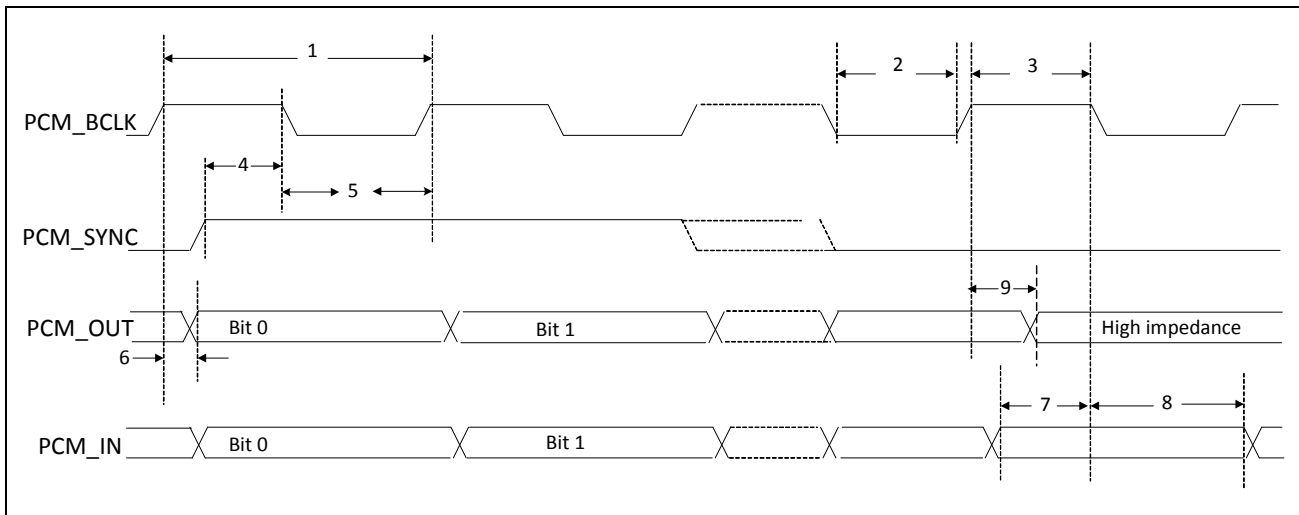 1
2
3
PCM_BCLK
4
5
PCM_SYNC
9
PCM_OUT
Bit 0
Bit 1
High impedance
6
7
8
PCM_IN
Bit 0
Bit 1